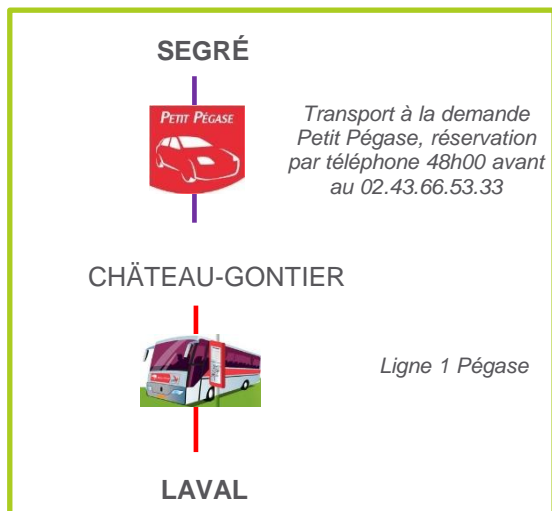 SEGRÉ
PETIT PÉGASE
Transport à la demande
Petit Pégase, réservation
par téléphone 48h00 avant
au 02.43.66.53.33
CHÄTEAU-GONTIER
Ligne 1 Pégase
LAVAL